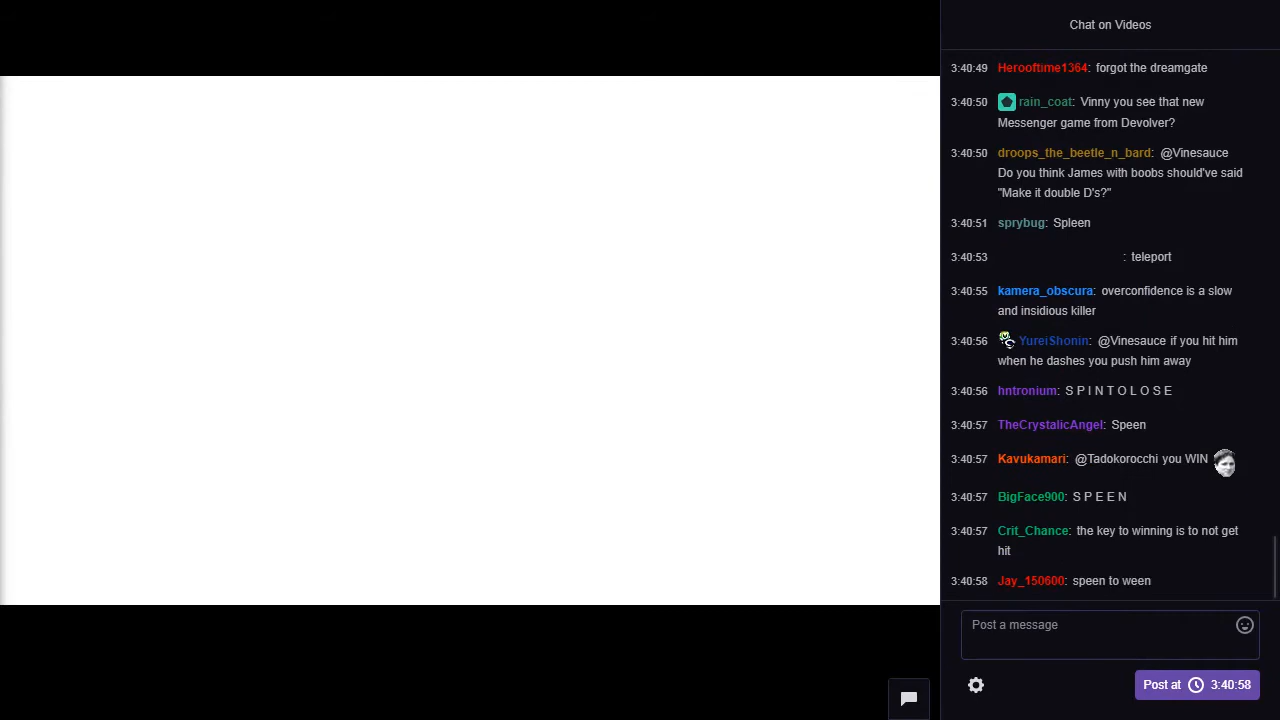 Chat on Videos
3:40:49 Herooftime1364: forgot the dreamgate
3:40:50 rain_coat: Vinny you see that new
Messenger game from Devolver?
3:40:50 droops_the_beetle_n_bard: @Vinesauce
Do you think James with boobs should've said
"Make it double D's?"
3:40:51 sprybug: Spleen
3:40:53 : teleport
3:40:55 kamera_obscura: overconfidence is a slow
and insidious killer
3:40:56 YureiShonin: @Vinesauce if you hit him
when he dashes you push him away
3:40:56 hntronium: S P I N T O L O S E
3:40:57 TheCrystalicAngel: Speen
3:40:57 Kavukamari: @Tadokorocchi you WIN
3:40:57 BigFace900: S P E E N
3:40:57 Crit_Chance: the key to winning is to not get
hit
3:40:58 Jay_150600: speen to ween
Post a message
Post at 3:40:58